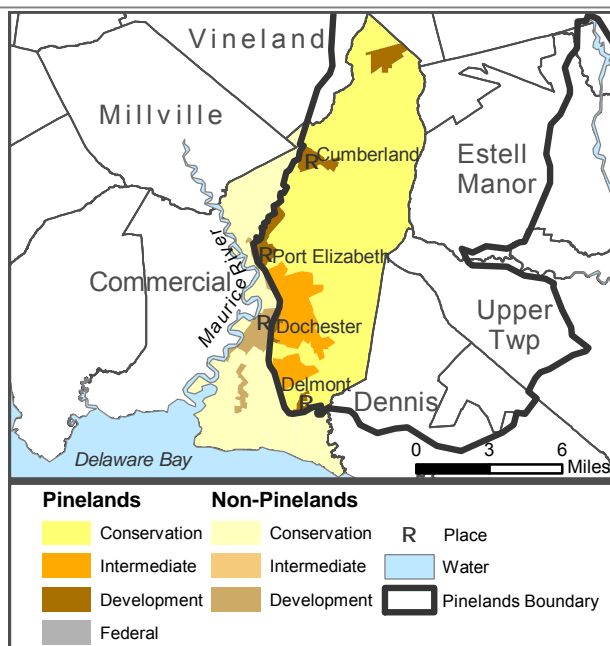 Vineland
Millville
R
Cumberland
Estell
Manor
Maurice River
R
Port Elizabeth
Commercial
R
Dochester
Upper
Twp
Delmont
R
Dennis
0 3 6
Miles
Delaware Bay
Pinelands
Conservation
Intermediate
Development
Federal
Non-Pinelands
Conservation
Intermediate
Development
R Place
Water
Pinelands Boundary